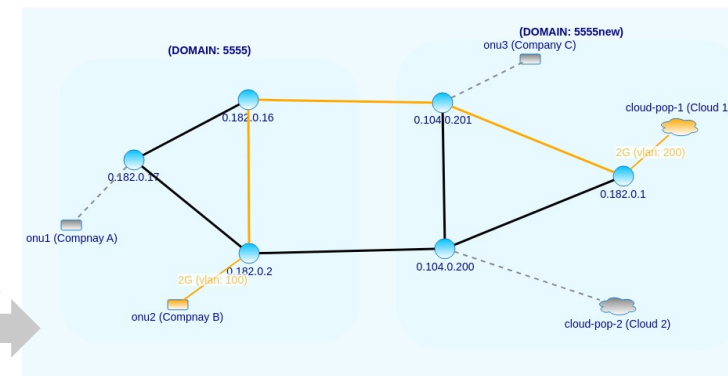 (DOMAIN: 5555)
(DOMAIN: 5555new)
onu3 (Company C)
0.182.0.16
0.104.0.201
cloud-pop-1 (Cloud 1
2G (vlan: 200)
0.182.0.17
0.182.0.1
onu1 (Compnay A)
0.182.0.2
0.104.0.200
2G (vlan: 100)
onu2 (Compnay B)
cloud-pop-2 (Cloud 2)